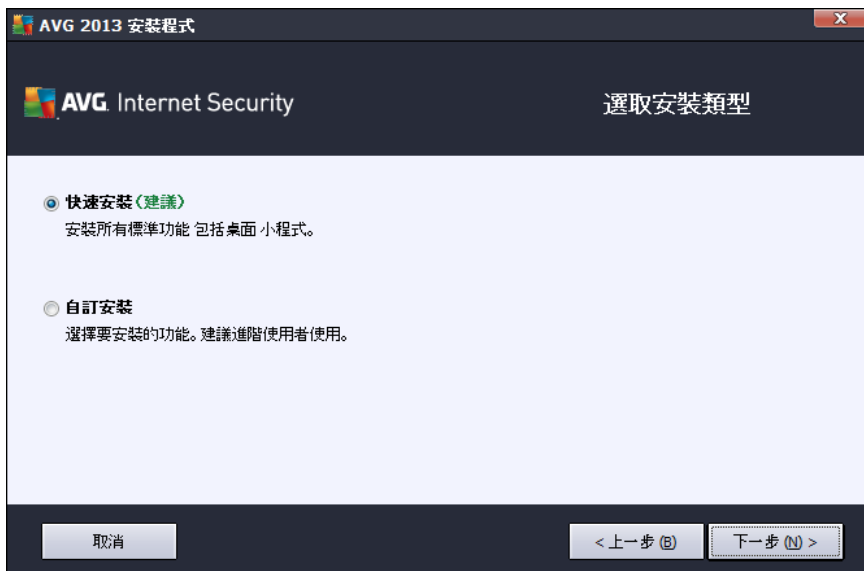 AVG 2013 安裝程式
AVG. Internet Security
選取安裝類型
快速安裝(建議)
安裝所有標準功能 包括桌面 小程式。
自訂安裝
選擇要安裝的功能。建議進階使用者使用。
取消
< 上一步 (B)
下一步 (N) >